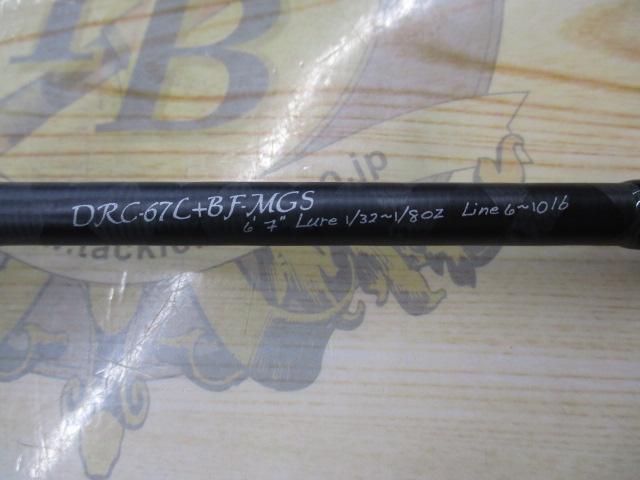 DRC-67C+BF-MGS
6' 7" Lure 1/32~1/8oz Line 6~10lb